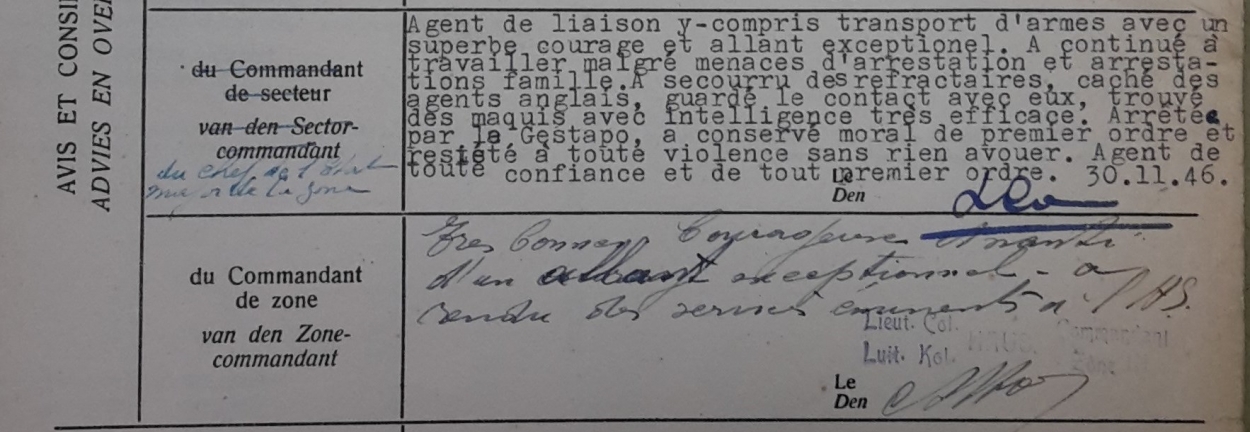 AVIS ET CONSI
ADVIES EN OVE
du Commandant
de secteur
van den Sector-
commandant
du chef de l'état
Agent de liaison y-compris transport d'armes avec un
superbe courage et allant exceptionel. A continué à
travailler malgré menaces d'arrestation et arresta-
tions famille.A secourru des refractaires, caché des
agents anglais, guardé le contact avec eux, trouvé
des maquis avec intelligence très efficace. Arrêtée
par la Gestapo, a conservé moral de premier ordre et
resisté à toute violence sans rien avouer. Agent de
toute confiance et de tout premier ordre. 30.11.46.
Le
Den
du Commandant
de zone
van den Zone-
commandant
Très courageuse
d'un allant exceptionnel - a
rendu des services éminents à l'A.S.
Lieut. Col. Commandant
Luit. Kol. Zone
Le
Den